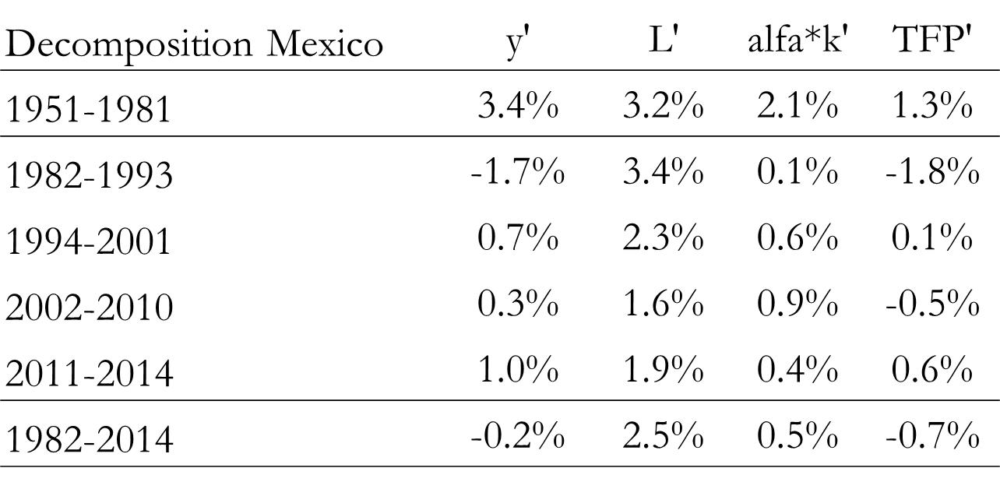 Decomposition Mexico y' L' alfa*k' TFP'
1951-1981 3.4% 3.2% 2.1% 1.3%
1982-1993 -1.7% 3.4% 0.1% -1.8%
1994-2001 0.7% 2.3% 0.6% 0.1%
2002-2010 0.3% 1.6% 0.9% -0.5%
2011-2014 1.0% 1.9% 0.4% 0.6%
1982-2014 -0.2% 2.5% 0.5% -0.7%